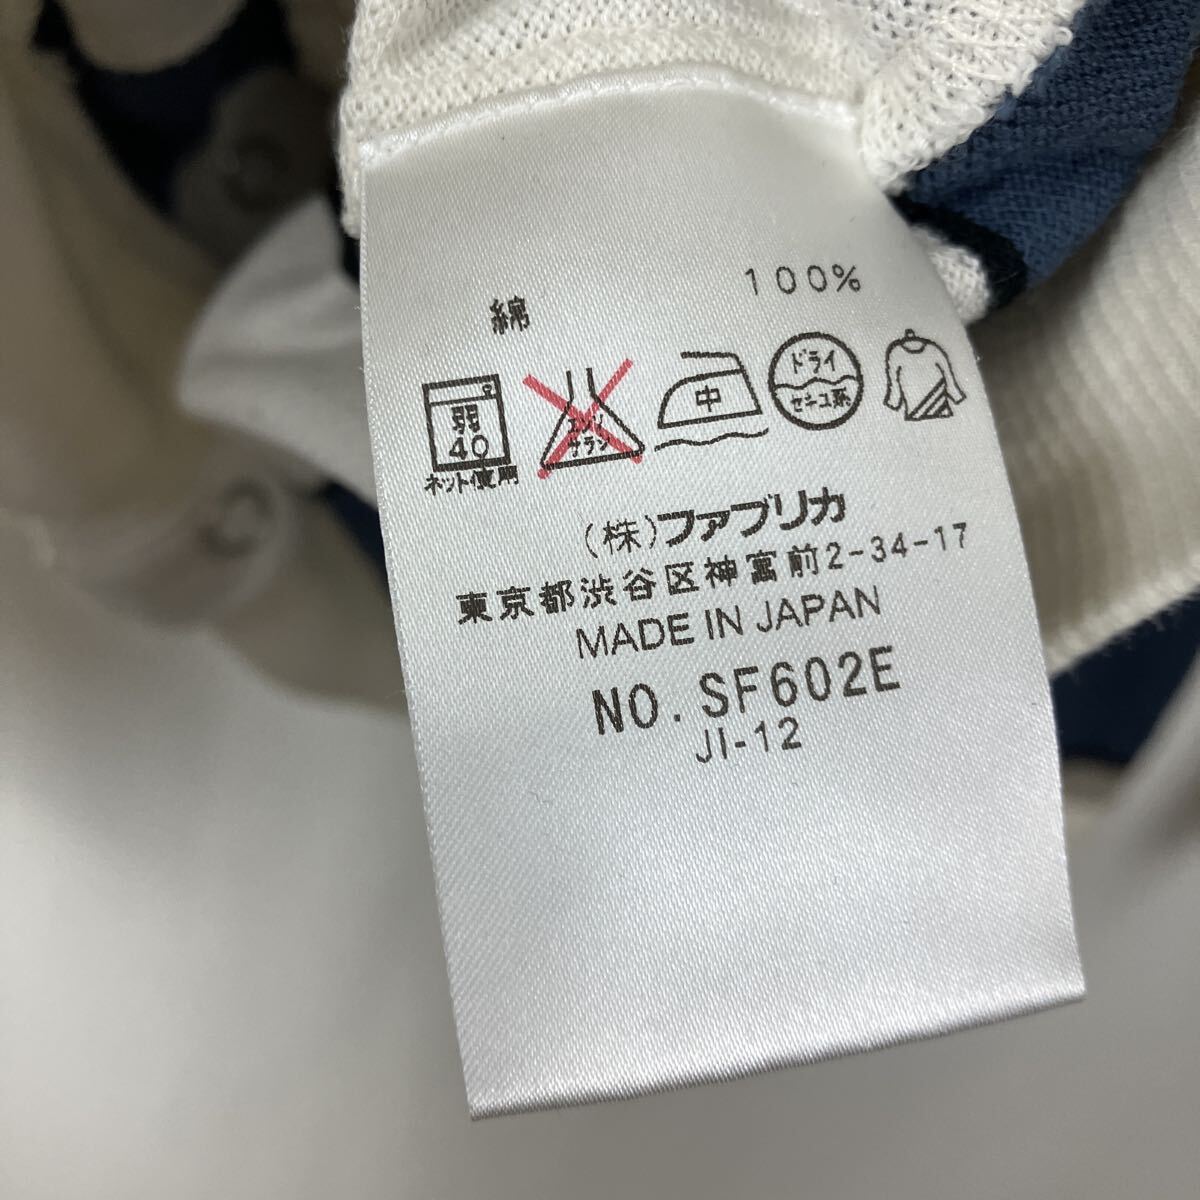 綿 100%
弱
40
ネット使用
エンソ
サラシ
中
ドライ
セキユ系
(株)ファブリカ
東京都渋谷区神宮前2-34-17
MADE IN JAPAN
NO. SF602E
JI-12